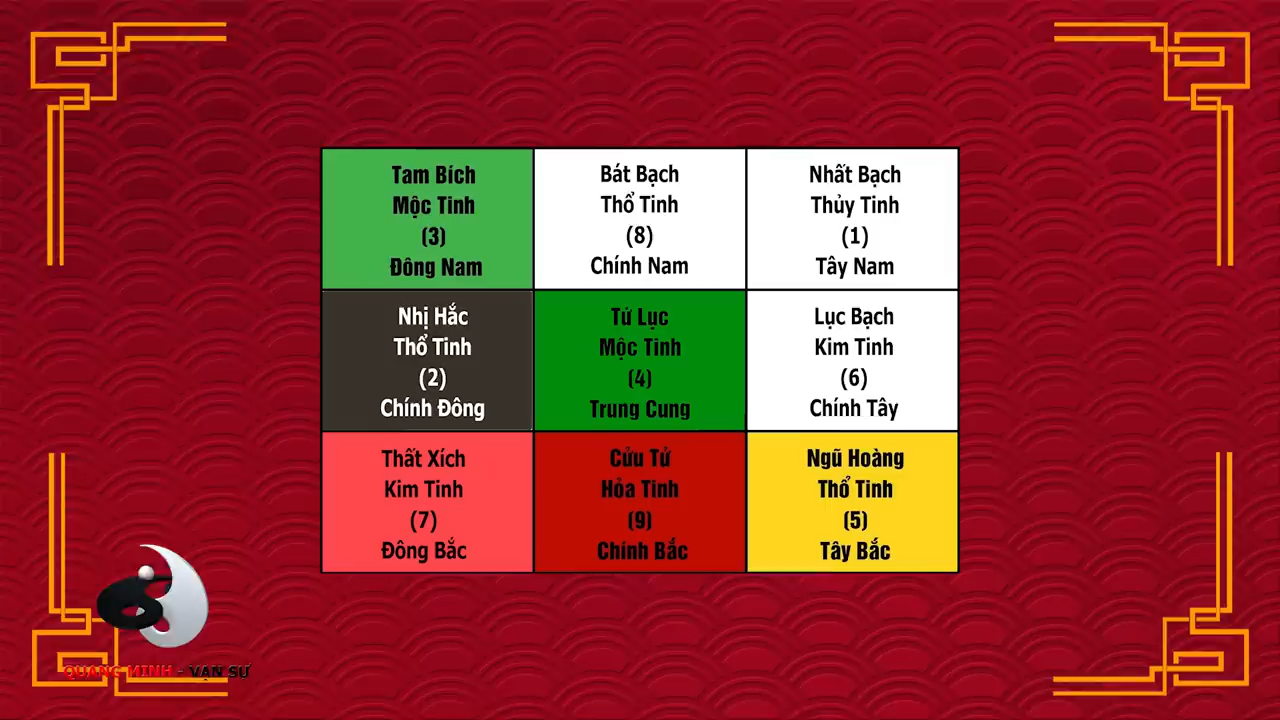 Tam Bích
Mộc Tinh
(3)
Đông Nam
Bát Bạch
Thổ Tinh
(8)
Chính Nam
Nhất Bạch
Thủy Tinh
(1)
Tây Nam
Nhị Hắc
Thổ Tinh
(2)
Chính Đông
Tứ Lục
Mộc Tinh
(4)
Trung Cung
Lục Bạch
Kim Tinh
(6)
Chính Tây
Thất Xích
Kim Tinh
(7)
Đông Bắc
Cửu Tử
Hỏa Tinh
(9)
Chính Bắc
Ngũ Hoàng
Thổ Tinh
(5)
Tây Bắc
QUANG MINH - VẠN SỰ